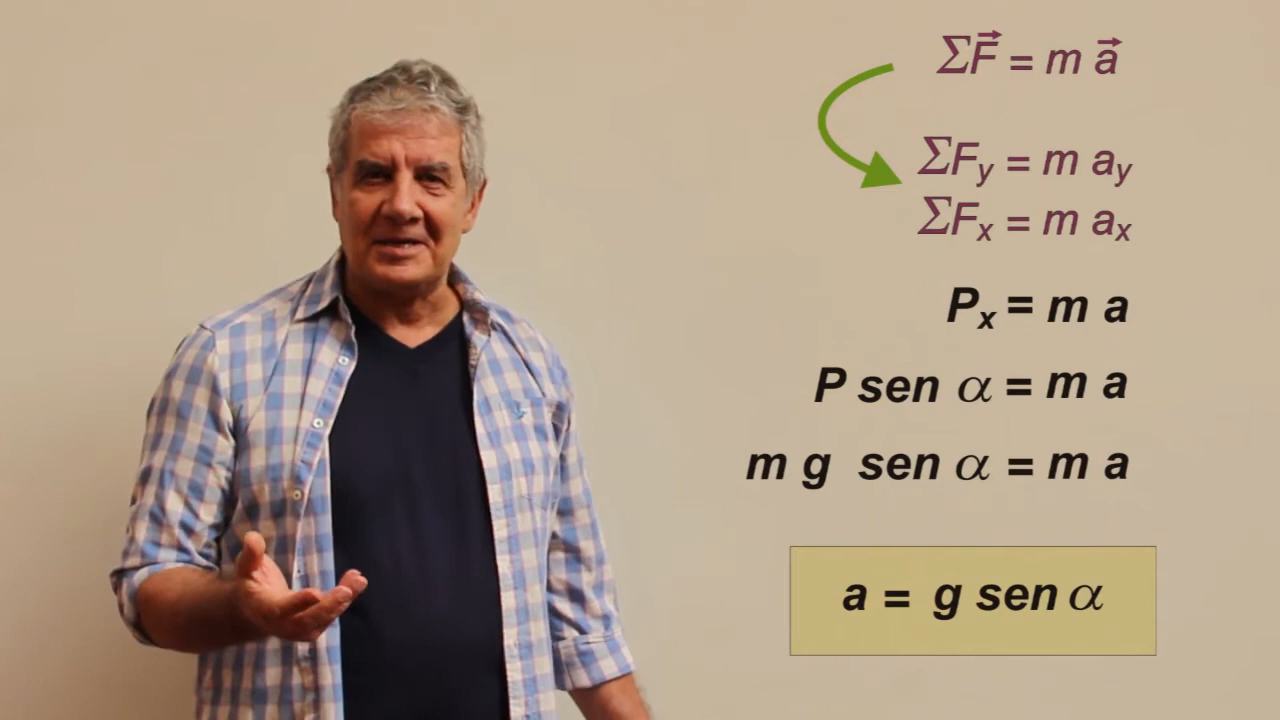 ΣF⃗ = m a⃗
ΣFy = m ay
ΣFx = m ax
Px = m a
P sen α = m a
m g sen α = m a
a = g sen α